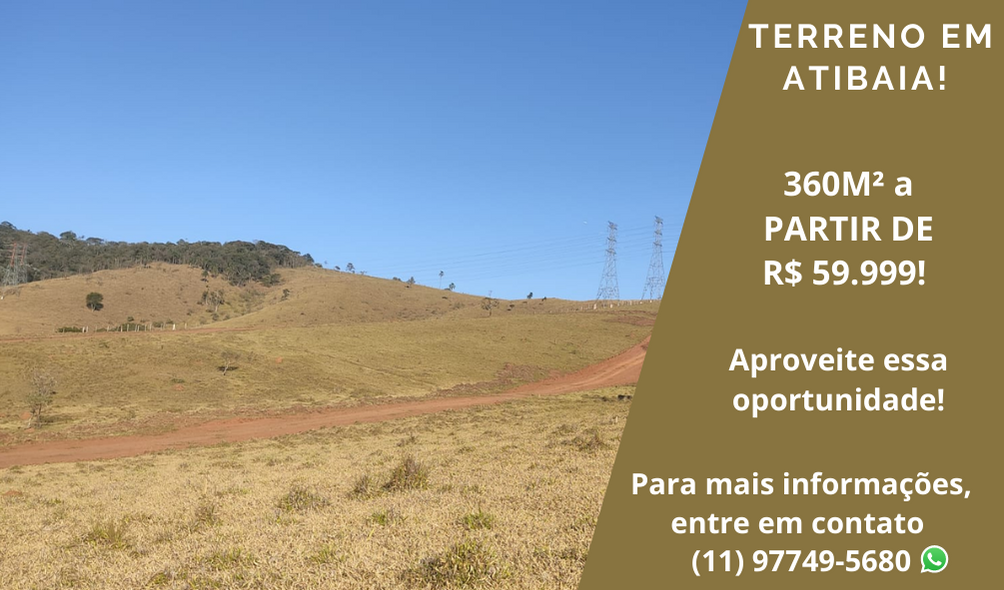 TERRENO EM
ATIBAIA!
360M² a
PARTIR DE
R$ 59.999!
Aproveite essa
oportunidade!
Para mais informações,
entre em contato
(11) 97749-5680